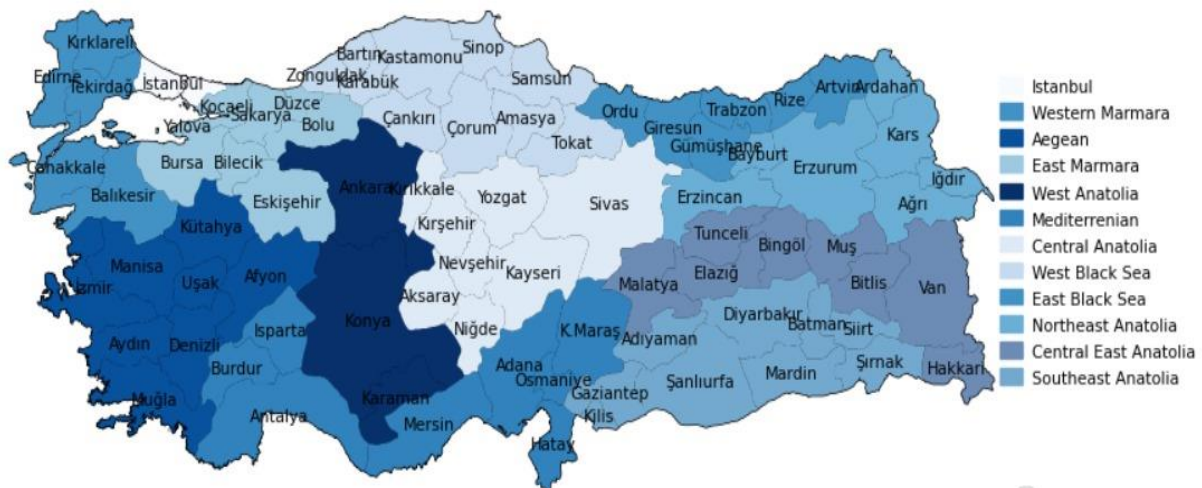 Kırklareli
Edirne
Tekirdağ
İstanbul
Kocaeli
Yalova
Sakarya
Düzce
Bolu
Zonguldak
Bartın
Karabük
Kastamonu
Sinop
Samsun
Çankırı
Çorum
Amasya
Tokat
Ordu
Giresun
Gümüşhane
Trabzon
Rize
Bayburt
Artvin
Ardahan
Kars
Erzurum
Iğdır
Ağrı
Erzincan
Çanakkale
Balıkesir
Bursa
Bilecik
Eskişehir
Ankara
Kırıkkale
Yozgat
Sivas
Kırşehir
Nevşehir
Kayseri
Aksaray
Niğde
Kütahya
Manisa
Uşak
Afyon
İzmir
Aydın
Denizli
Muğla
Isparta
Burdur
Antalya
Konya
Karaman
Mersin
Adana
Osmaniye
Hatay
K.Maraş
Malatya
Tunceli
Elazığ
Bingöl
Muş
Bitlis
Van
Hakkari
Adıyaman
Diyarbakır
Batman
Siirt
Şırnak
Mardin
Şanlıurfa
Gaziantep
Kilis
Istanbul
Western Marmara
Aegean
East Marmara
West Anatolia
Mediterrenian
Central Anatolia
West Black Sea
East Black Sea
Northeast Anatolia
Central East Anatolia
Southeast Anatolia